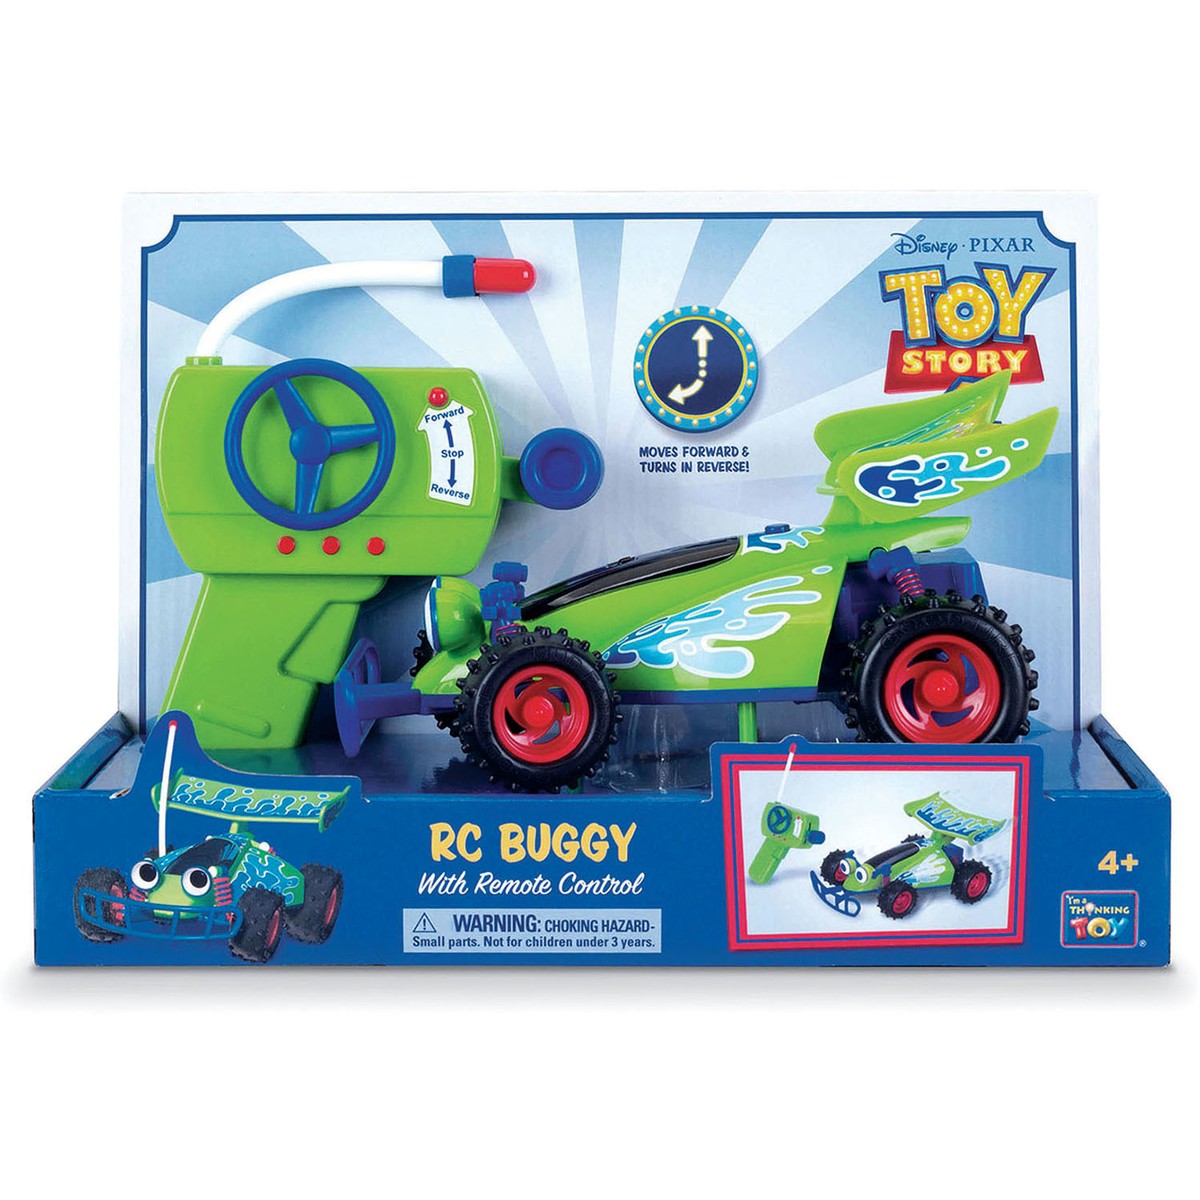 Disney · PIXAR
TOY
STORY
Forward
Stop
Reverse
MOVES FORWARD &
TURNS IN REVERSE!
RC BUGGY
With Remote Control
WARNING: CHOKING HAZARD-
Small parts. Not for children under 3 years.
4+
I'm a
THINKING
TOY
®